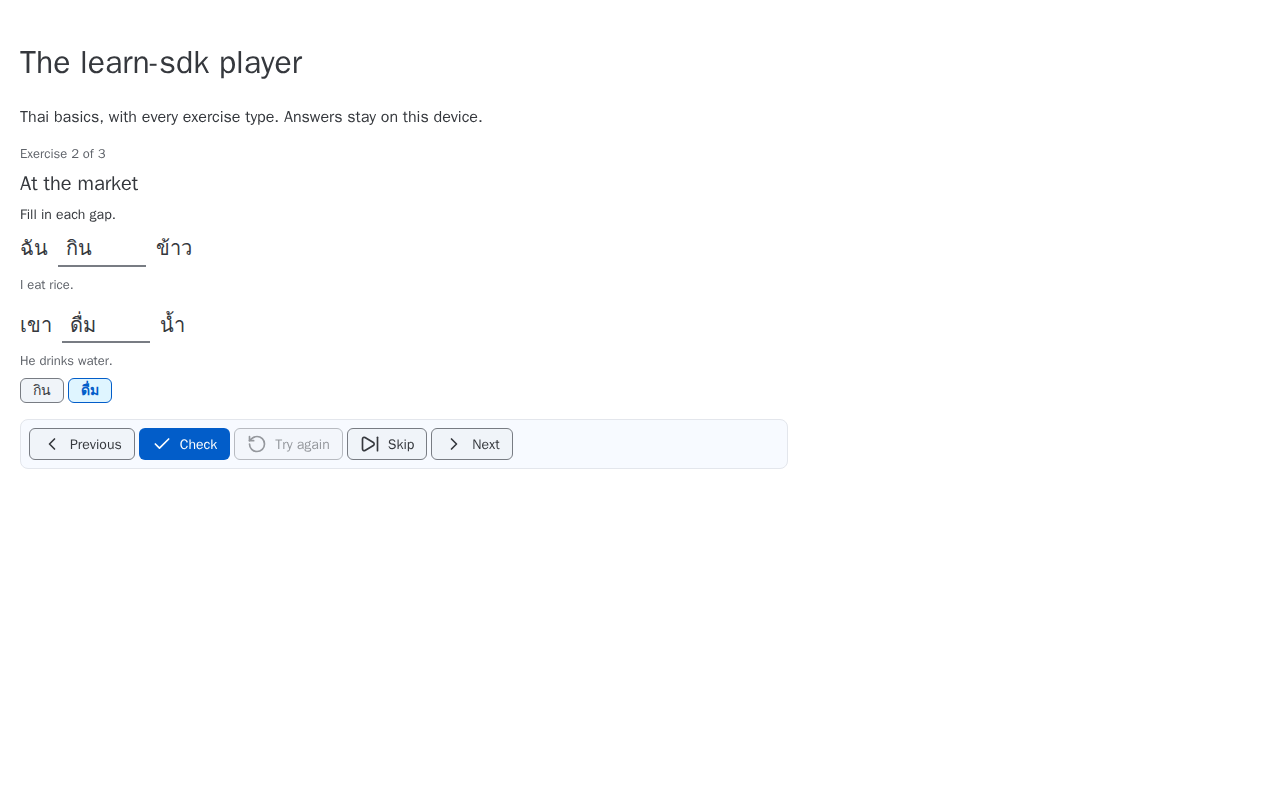 The learn-sdk player
Thai basics, with every exercise type. Answers stay on this device.
Exercise 2 of 3
At the market
Fill in each gap.
ฉัน กิน ข้าว
I eat rice.
เขา ดื่ม น้ำ
He drinks water.
กิน ดื่ม
Previous Check Try again Skip Next